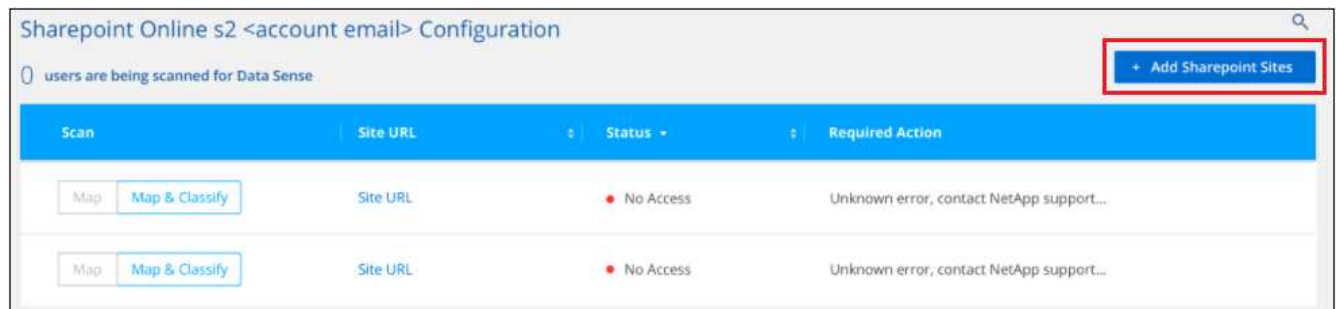 Sharepoint Online s2 <account email> Configuration
0 users are being scanned for Data Sense
+ Add Sharepoint Sites
Scan Site URL Status Required Action
Map Map & Classify Site URL No Access Unknown error, contact NetApp support...
Map Map & Classify Site URL No Access Unknown error, contact NetApp support...